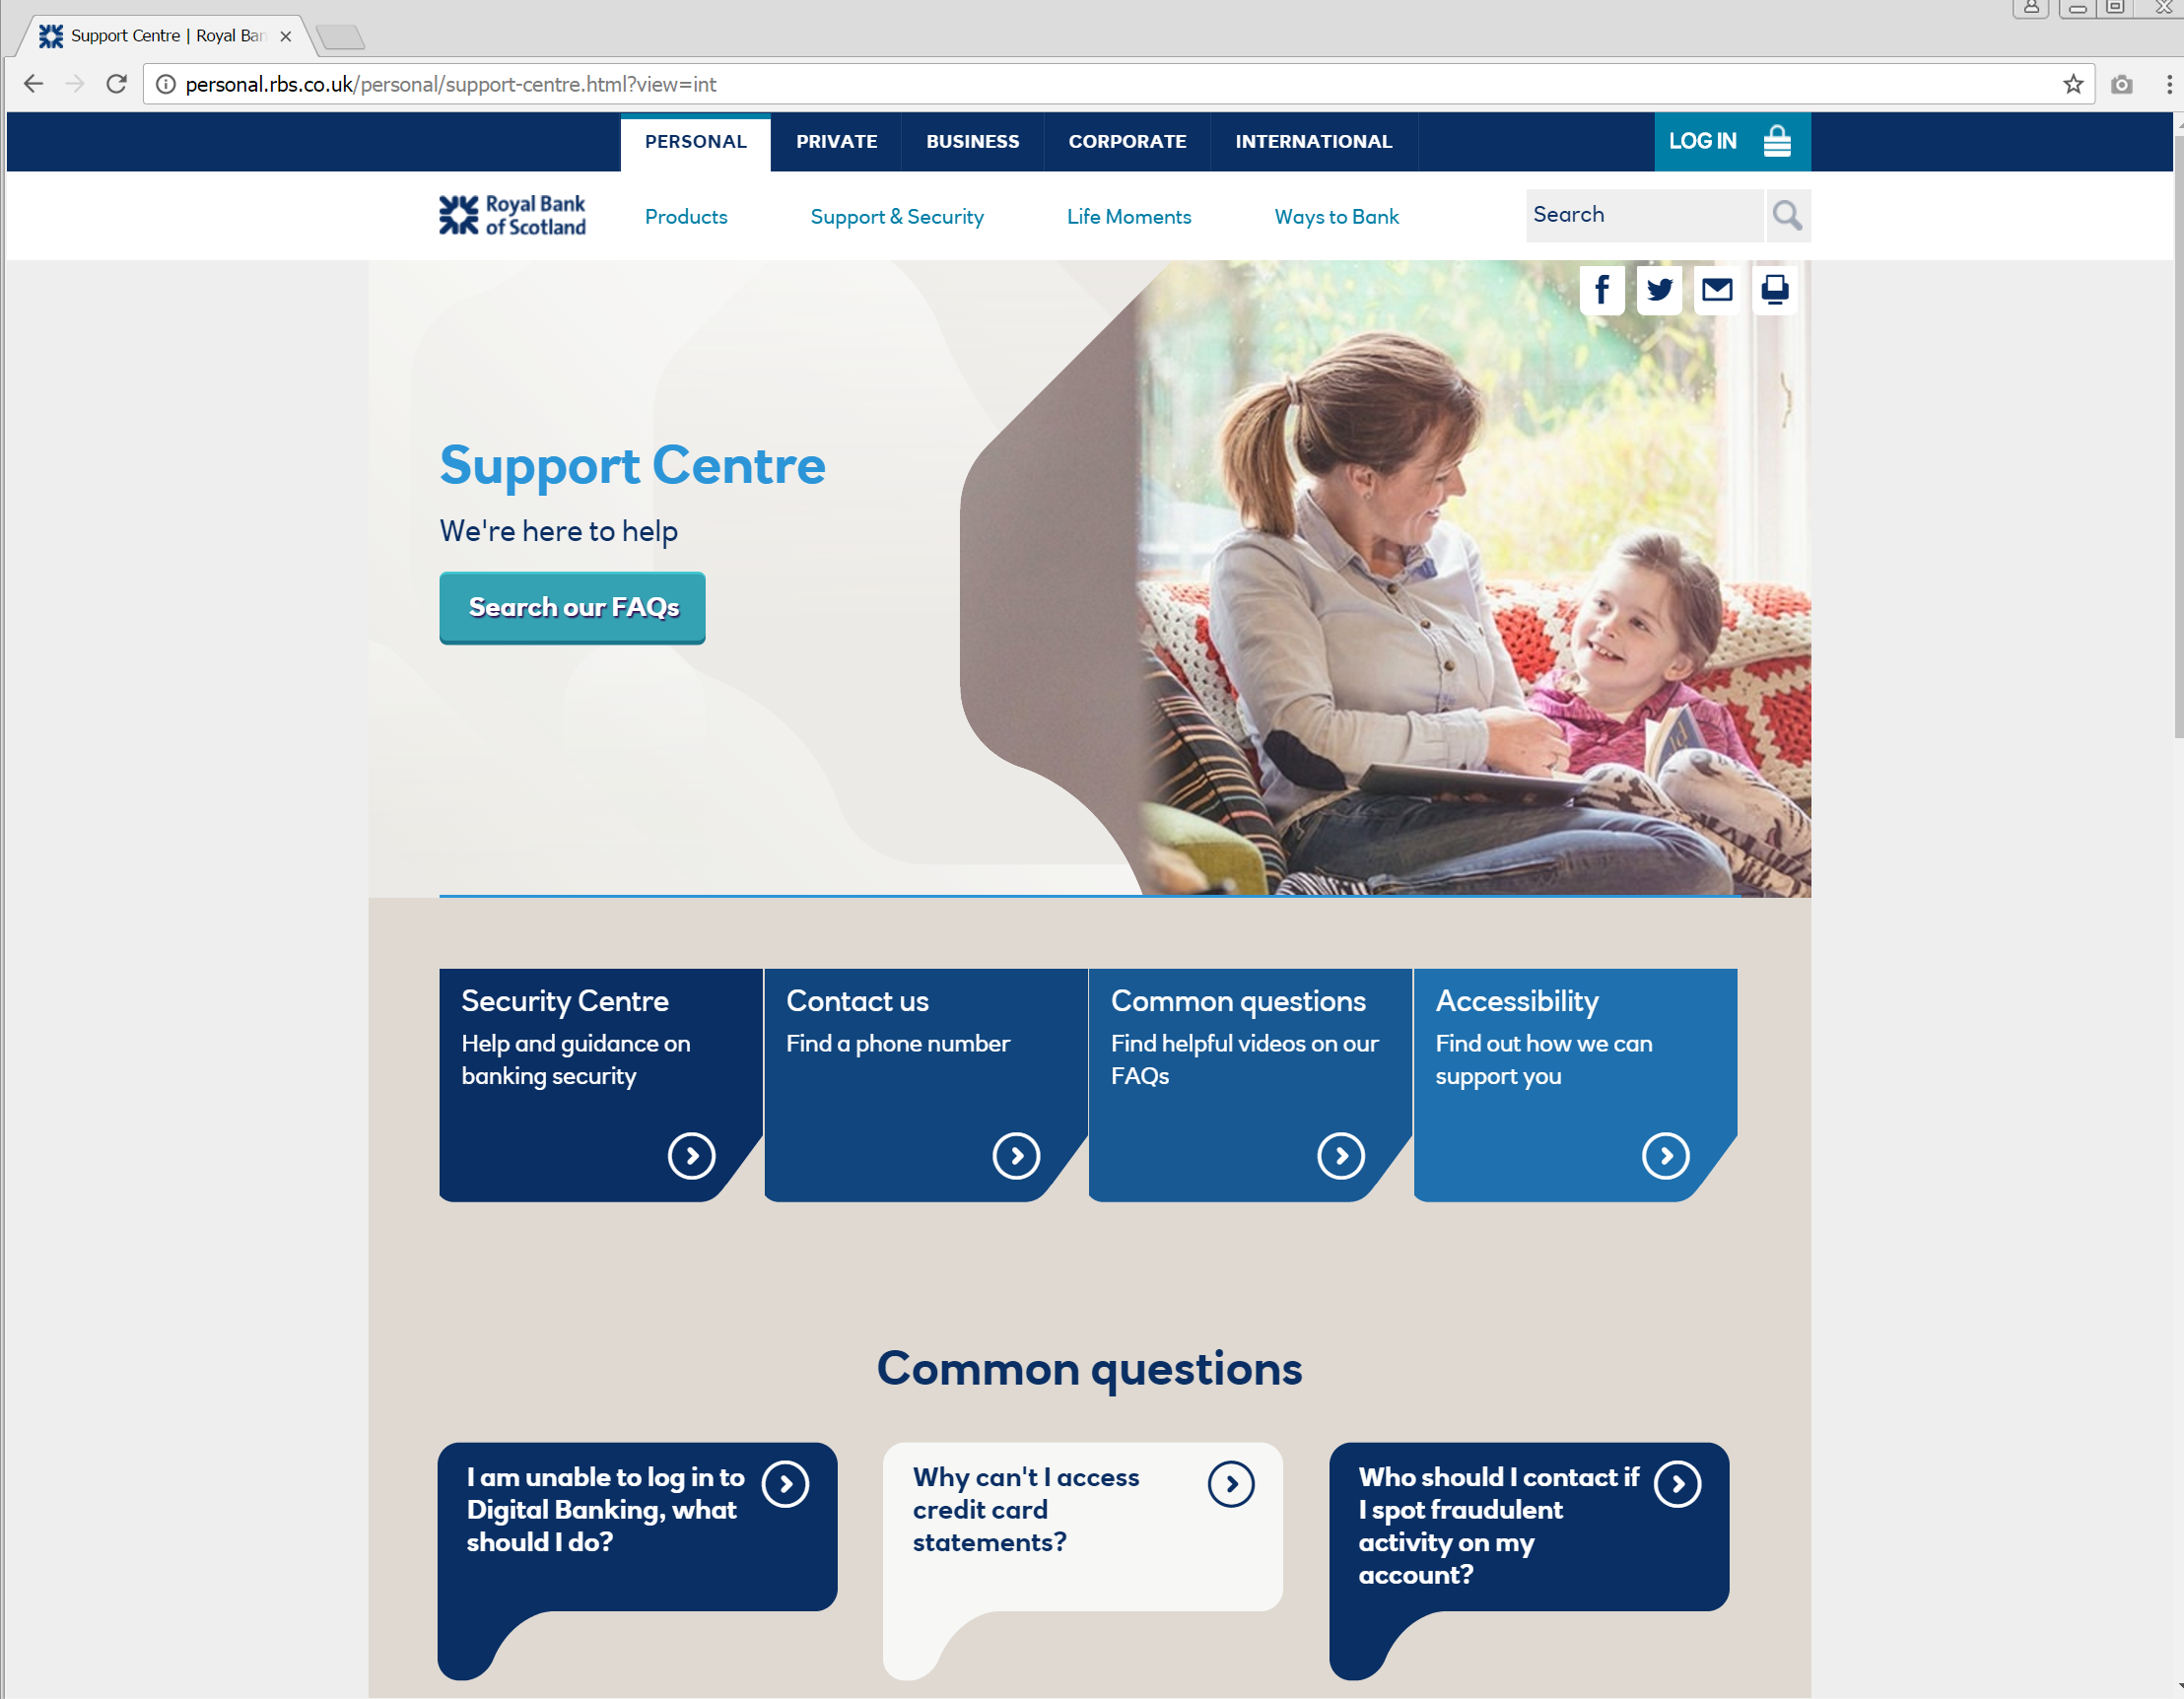 Support Centre | Royal Ban
personal.rbs.co.uk/personal/support-centre.html?view=int
PERSONAL PRIVATE BUSINESS CORPORATE INTERNATIONAL LOG IN
Royal Bank
of Scotland
Products Support & Security Life Moments Ways to Bank Search
Support Centre
We're here to help
Search our FAQs
Security Centre
Help and guidance on
banking security
Contact us
Find a phone number
Common questions
Find helpful videos on our
FAQs
Accessibility
Find out how we can
support you
Common questions
I am unable to log in to
Digital Banking, what
should I do?
Why can't I access
credit card
statements?
Who should I contact if
I spot fraudulent
activity on my
account?